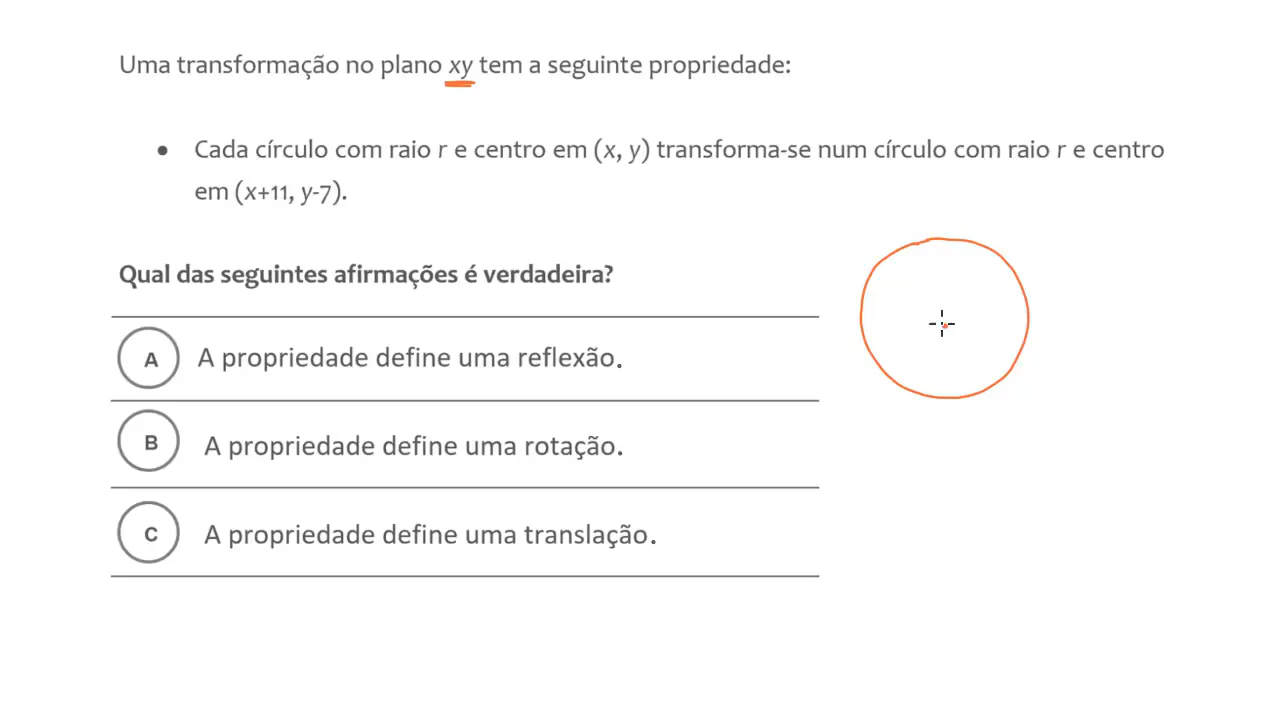 Uma transformação no plano xy tem a seguinte propriedade:
• Cada círculo com raio r e centro em (x, y) transforma-se num círculo com raio r e centro
em (x+11, y-7).
Qual das seguintes afirmações é verdadeira?
A A propriedade define uma reflexão.
B A propriedade define uma rotação.
C A propriedade define uma translação.